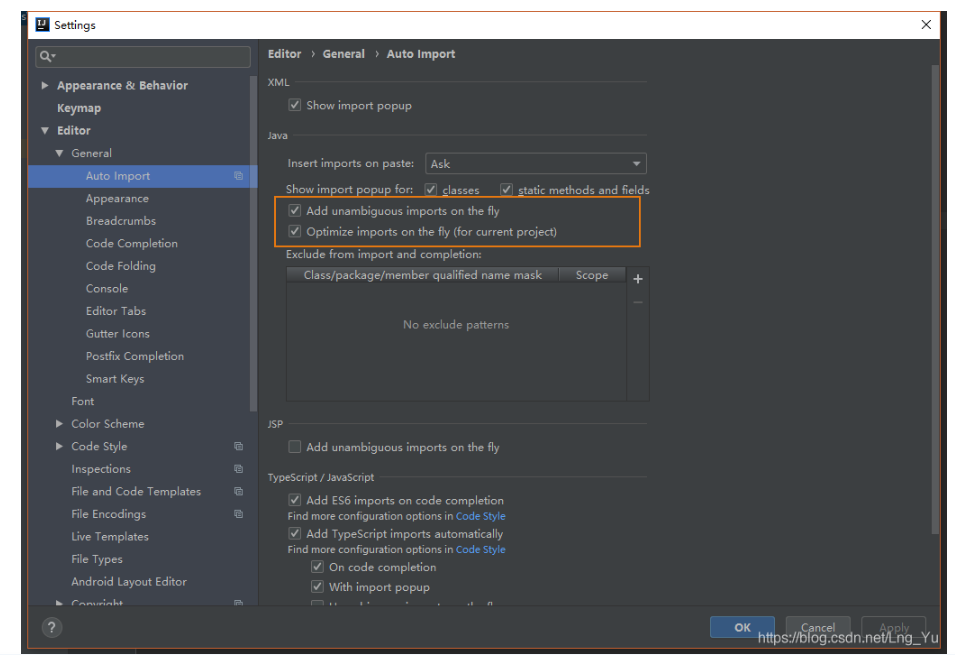 Settings
Editor › General › Auto Import
Appearance & Behavior
Keymap
Editor
General
Auto Import
Appearance
Breadcrumbs
Code Completion
Code Folding
Console
Editor Tabs
Gutter Icons
Postfix Completion
Smart Keys
Font
Color Scheme
Code Style
Inspections
File and Code Templates
File Encodings
Live Templates
File Types
Android Layout Editor
Copyright
XML
Show import popup
Java
Insert imports on paste: Ask
Show import popup for: classes static methods and fields
Add unambiguous imports on the fly
Optimize imports on the fly (for current project)
Exclude from import and completion:
Class/package/member qualified name mask Scope
No exclude patterns
JSP
Add unambiguous imports on the fly
TypeScript / JavaScript
Add ES6 imports on code completion
Find more configuration options in Code Style
Add TypeScript imports automatically
Find more configuration options in Code Style
On code completion
With import popup
OK Cancel Apply
https://blog.csdn.net/Lng_Yu